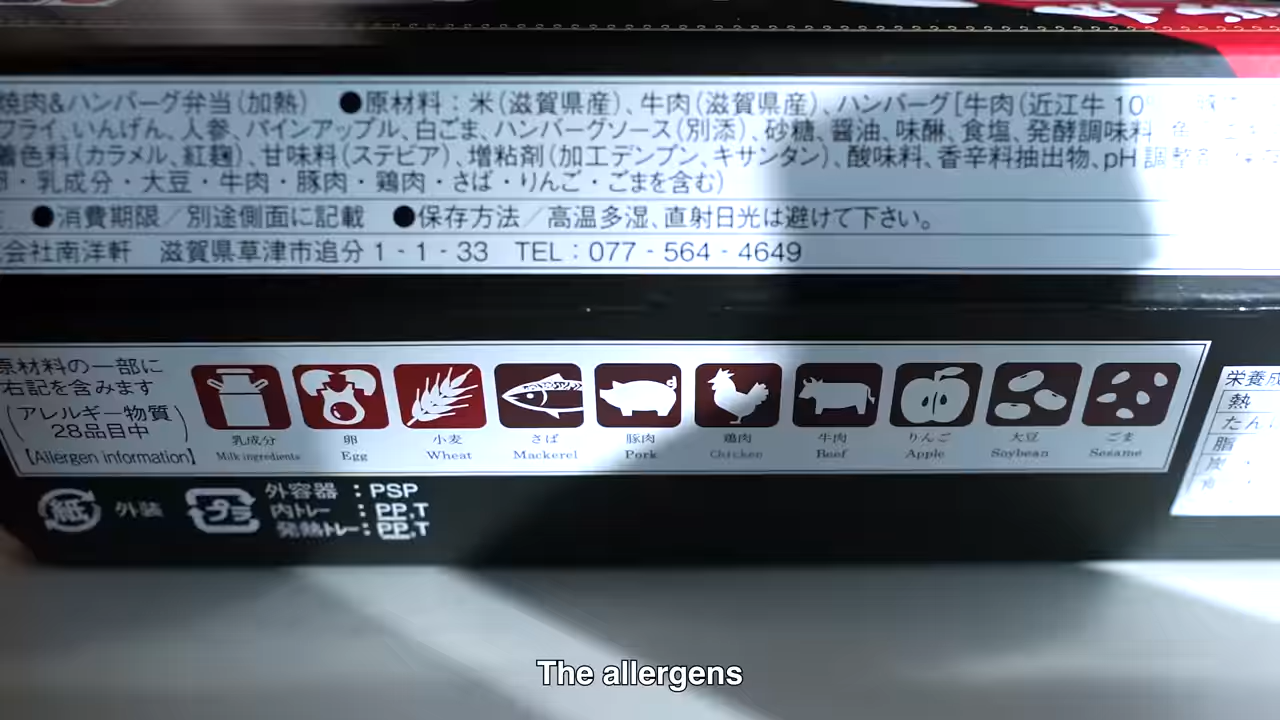 焼肉&ハンバーグ弁当(加熱) ●原材料:米(滋賀県産)、牛肉(滋賀県産)、ハンバーグ[牛肉(近江牛 10
フライ、いんげん、人参、パインアップル、白ごま、ハンバーグソース(別添)、砂糖、醤油、味醂、食塩、発酵調味料
着色料(カラメル、紅麹)、甘味料(ステビア)、増粘剤(加工デンプン、キサンタン)、酸味料、香辛料抽出物、pH調整
卵・乳成分・大豆・牛肉・豚肉・鶏肉・さば・りんご・ごまを含む)
●消費期限/別途側面に記載 ●保存方法/高温多湿、直射日光は避けて下さい。
会社南洋軒 滋賀県草津市追分1-1-33 TEL:077-564-4649
原材料の一部に
右記を含みます
(アレルギー物質)
28品目中
【Allergen information】
乳成分 卵 小麦 さば 豚肉 鶏肉 牛肉 りんご 大豆 ごま
Milk ingredients Egg Wheat Mackerel Pork Chicken Beef Apple Soybean Sesame
栄養成
熱
たん
脂
紙 外装
プラ
外容器 :PSP
内トレー :PP,T
発熱トレー:PP,T
The allergens